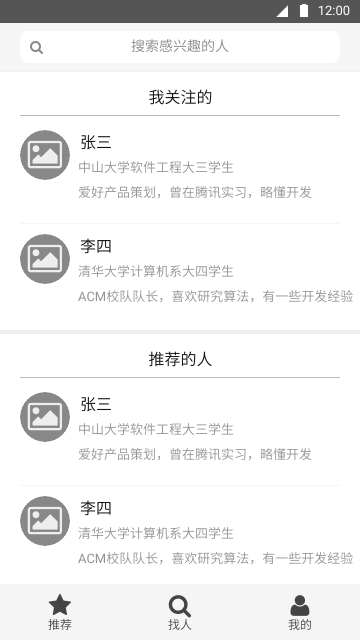 12:00
搜索感兴趣的人
我关注的
张三
中山大学软件工程大三学生
爱好产品策划，曾在腾讯实习，略懂开发
李四
清华大学计算机系大四学生
ACM校队队长，喜欢研究算法，有一些开发经验
推荐的人
张三
中山大学软件工程大三学生
爱好产品策划，曾在腾讯实习，略懂开发
李四
清华大学计算机系大四学生
ACM校队队长，喜欢研究算法，有一些开发经验
推荐 找人 我的